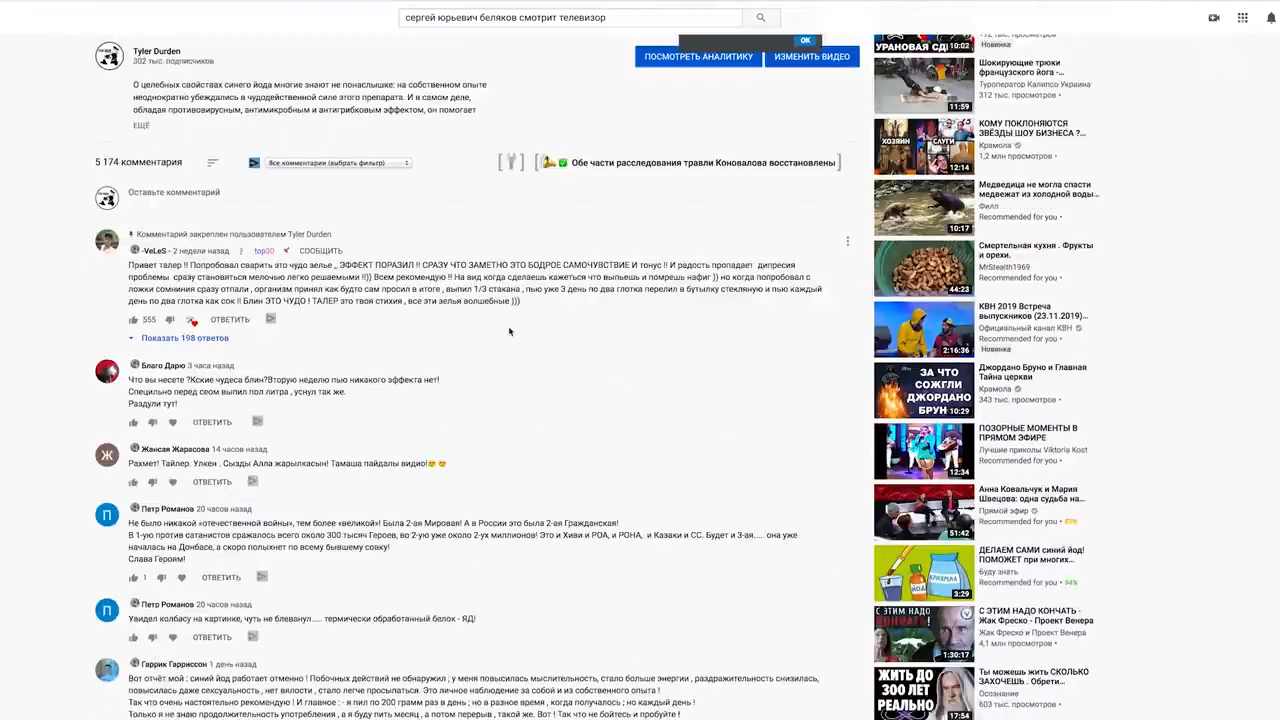 сергей юрьевич беляков смотрит телевизор
Tyler Durden
302 тыс. подписчиков
OK
ПОСМОТРЕТЬ АНАЛИТИКУ
ИЗМЕНИТЬ ВИДЕО
О целебных свойствах синего йода многие знают не понаслышке: на собственном опыте
неоднократно убеждались в чудодейственной силе этого препарата. И в самом деле,
обладая противовирусным, антимикробным и антигрибковым эффектом, он помогает
ЕЩЁ
5 174 комментария
Все комментарии (выбрать фильтр)
Обе части расследования травли Коновалова восстановлены
Оставьте комментарий
Комментарий закреплен пользователем Tyler Durden
-VeLeS- 2 недели назад ? top30 СООБЩИТЬ
Привет талер !! Попробовал сварить это чудо зелье ,, ЭФФЕКТ ПОРАЗИЛ !! СРАЗУ ЧТО ЗАМЕТНО ЭТО БОДРОЕ САМОЧУВСТВИЕ И тонус !! И радость пропадает дипресия
проблемы сразу становяться мелочью легко решаемыми !!)) Всем рекомендую !! На вид когда сделаешь кажеться что выпьешь и помрешь нафиг )) но когда попробовал с
ложки сомниния сразу отпали , организм принял как будто сам просил в итоге , выпил 1/3 стакана , пью уже 3 день по два глотка перелил в бутылку стекляную и пью каждый
день по два глотка как сок !! Блин ЭТО ЧУДО ! ТАЛЕР это твоя стихия , все эти зелья волшебные )))
555 ОТВЕТИТЬ
Показать 198 ответов
Благо Дарю 3 часа назад
Что вы несете ?Кские чудеса блин?Вторую неделю пью никакого эффекта нет!
Специльно перед сеом выпил пол литра , уснул так же.
Раздули тут!
ОТВЕТИТЬ
Ж
Жансая Жарасова 14 часов назад
Рахмет! Тайлер. Улкен . Сызды Алла жарылкасын! Тамаша пайдалы видио!
ОТВЕТИТЬ
П
Петр Романов 20 часов назад
Не было никакой «отечественной войны», тем более «великой»! Была 2-ая Мировая! А в России это была 2-ая Гражданская!
В 1-ую против сатанистов сражалось всего около 300 тысяч Героев, во 2-ую уже около 2-ух миллионов! Это и Хиви и РОА, и РОНА, и Казаки и СС. Будет и 3-ая..... она уже
началась на Донбасе, а скоро полыхнет по всему бывшему совку!
Слава Героям!
1 ОТВЕТИТЬ
П
Петр Романов 20 часов назад
Увидел колбасу на картинке, чуть не блеванул..... термически обработанный белок - ЯД!
ОТВЕТИТЬ
Гаррик Гарриссон 1 день назад
Вот отчёт мой : синий йод работает отменно ! Побочных действий не обнаружил ; у меня повысилась мыслительность, стало больше энергии , раздражительность снизилась,
повысилась даже сексуальность , нет вялости , стало легче просыпаться. Это личное наблюдение за собой и из собственного опыта !
Так что очень настоятельно рекомендую ! И главное : - я пил по 200 грамм раз в день ; но в разное время , когда получалось ; но каждый день !
Только я не знаю продолжительность употребления , а я буду пить месяц , а потом перерыв , такой же. Вот ! Так что не бойтесь и пробуйте !
УРАНОВАЯ
10:02
Новинка
Шокирующие трюки
французского йога -...
Туроператор Калипсо Украина
312 тыс. просмотров •
11:59
КОМУ ПОКЛОНЯЮТСЯ
ЗВЁЗДЫ ШОУ БИЗНЕСА ?...
Крамола
1,2 млн просмотров •
ХОЗЯИН
СЛУГИ
12:14
Медведица не могла спасти
медвежат из холодной воды...
Филл
Recommended for you •
10:17
Смертельная кухня . Фрукты
и орехи.
MrStealth1969
Recommended for you •
44:23
КВН 2019 Встреча
выпускников (23.11.2019)...
Официальный канал КВН
Recommended for you •
Новинка
2:16:36
Джордано Бруно и Главная
Тайна церкви
Крамола
343 тыс. просмотров •
ЗА ЧТО
СОЖГЛИ
ДЖОРДАНО
БРУН
10:29
ПОЗОРНЫЕ МОМЕНТЫ В
ПРЯМОМ ЭФИРЕ
Лучшие приколы Viktoria Kost
Recommended for you •
12:34
Анна Ковальчук и Мария
Швецова: одна судьба на...
Прямой эфир
Recommended for you •
51:42
ДЕЛАЕМ САМИ синий йод!
ПОМОЖЕТ при многих...
Буду знать
Recommended for you • 94%
ЙОД
КРАХМАЛ
3:29
С ЭТИМ НАДО КОНЧАТЬ -
Жак Фреско - Проект Венера
Жак Фреско и Проект Венера
4,1 млн просмотров •
С ЭТИМ НАДО
КОНЧАТЬ!
1:30:17
Ты можешь жить СКОЛЬКО
ЗАХОЧЕШЬ . Обрети...
Осознание
603 тыс. просмотров •
ЖИТЬ ДО
300 ЛЕТ
РЕАЛЬНО
17:54